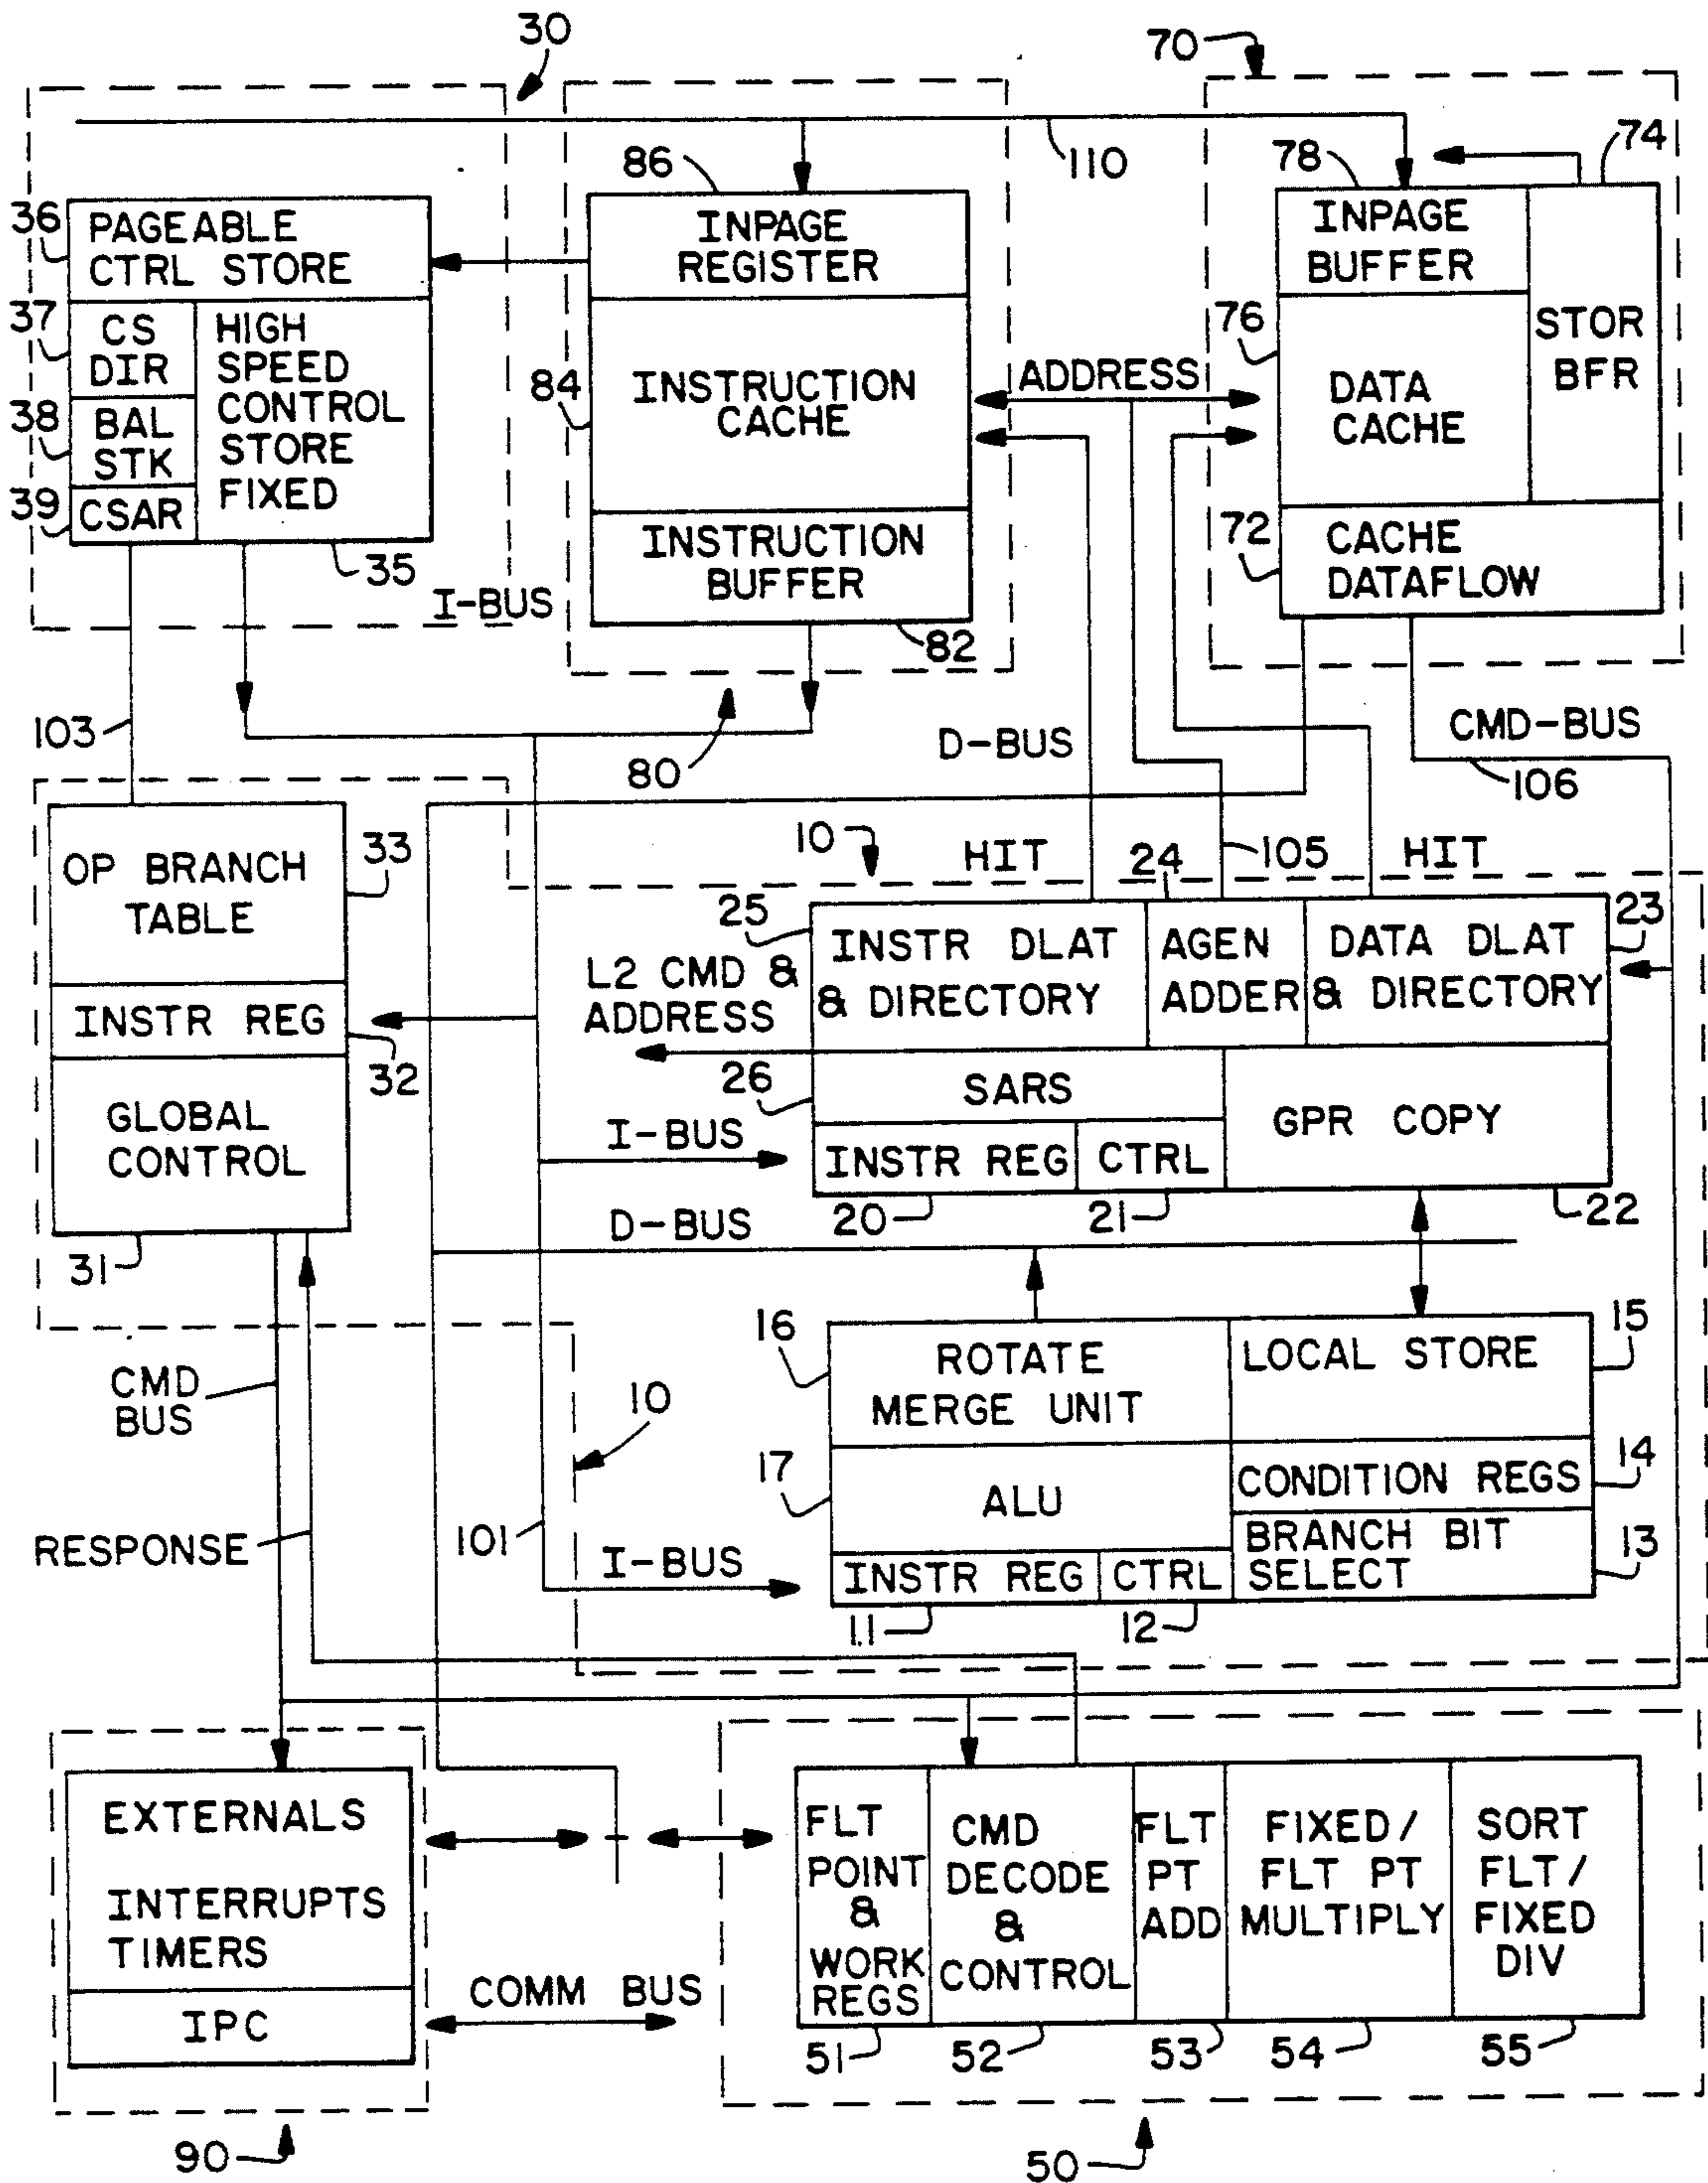 30
70
110
86
78
74
36
PAGEABLE
CTRL STORE
INPAGE
REGISTER
INPAGE
BUFFER
37
CS
DIR
HIGH
SPEED
CONTROL
STORE
FIXED
38
BAL
STK
39
CSAR
35
84
INSTRUCTION
CACHE
ADDRESS
76
DATA
CACHE
STOR
BFR
INSTRUCTION
BUFFER
82
72
CACHE
DATAFLOW
I-BUS
103
80
D-BUS
CMD-BUS
106
10
HIT
24
105
HIT
OP BRANCH
TABLE
33
25
INSTR DLAT
& DIRECTORY
AGEN
ADDER
DATA DLAT
& DIRECTORY
23
L2 CMD &
ADDRESS
INSTR REG
32
26
SARS
GPR COPY
GLOBAL
CONTROL
I-BUS
INSTR REG
CTRL
20
21
22
31
D-BUS
CMD
BUS
16
ROTATE
MERGE UNIT
LOCAL STORE
15
10
17
ALU
CONDITION REGS
14
RESPONSE
101
I-BUS
INSTR REG
CTRL
BRANCH BIT
SELECT
13
11
12
EXTERNALS
INTERRUPTS
TIMERS
IPC
COMM BUS
FLT
POINT
&
WORK
REGS
CMD
DECODE
&
CONTROL
FLT
PT
ADD
FIXED/
FLT PT
MULTIPLY
SORT
FLT/
FIXED
DIV
51
52
53
54
55
90
50